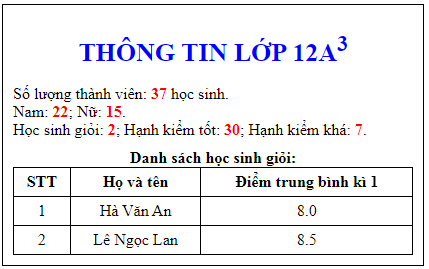 THÔNG TIN LỚP 12A³
Số lượng thành viên: 37 học sinh.
Nam: 22; Nữ: 15.
Học sinh giỏi: 2; Hạnh kiểm tốt: 30; Hạnh kiểm khá: 7.
Danh sách học sinh giỏi:
STT Họ và tên Điểm trung bình kì 1
1 Hà Văn An 8.0
2 Lê Ngọc Lan 8.5